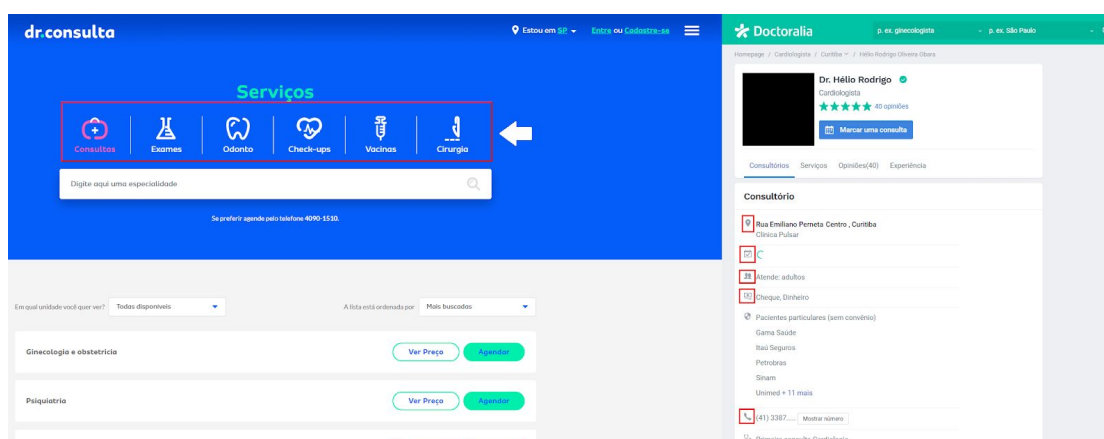 dr.consulta
Estou em SP
Entre ou Cadastre-se
Serviços
Consultas
Exames
Odonto
Check-ups
Vacinas
Cirurgia
Digite aqui uma especialidade
Se preferir agende pelo telefone 4090-1510.
Em qual unidade você quer ver?
Todas disponíveis
A lista está ordenada por
Mais buscados
Ginecologia e obstetrícia
Ver Preço
Agendar
Psiquiatria
Ver Preço
Agendar
Doctoralia
p. ex. ginecologista
p. ex. São Paulo
Homepage / Cardiologista / Curitiba / Hélio Rodrigo Oliveira Obara
Dr. Hélio Rodrigo
Cardiologista
40 opiniões
Marcar uma consulta
Consultórios
Serviços
Opiniões(40)
Experiência
Consultório
Rua Emiliano Perneta Centro , Curitiba
Clínica Pulsar
Atende: adultos
Cheque, Dinheiro
Pacientes particulares (sem convênio)
Gama Saúde
Itaú Seguros
Petrobras
Sinam
Unimed + 11 mais
(41) 3387.....
Mostrar número
Primeira consulta Cardiologia